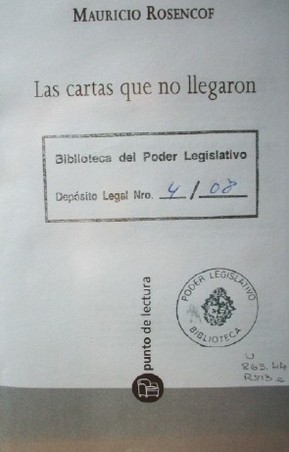 MAURICIO ROSENCOF
Las cartas que no llegaron
Biblioteca del Poder Legislativo
Depósito Legal Nro. 4 / 08
PODER LEGISLATIVO
BIBLIOTECA
punto de lectura
U
863.44